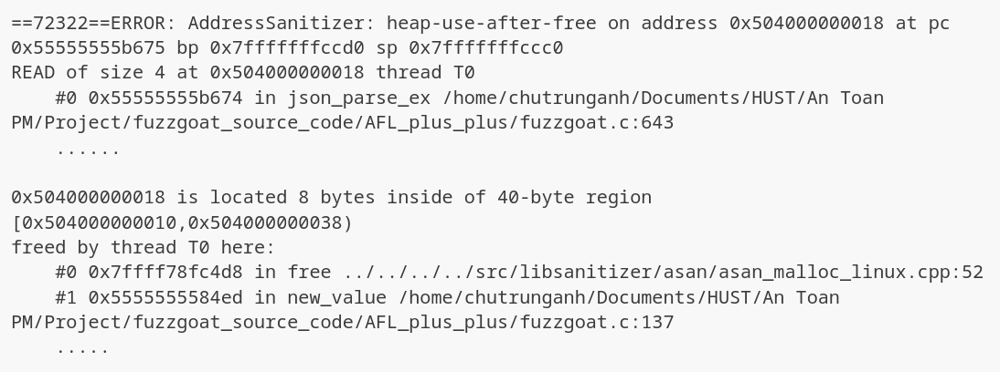 ==72322==ERROR: AddressSanitizer: heap-use-after-free on address 0x504000000018 at pc
0x55555555b675 bp 0x7fffffffccd0 sp 0x7fffffffccc0
READ of size 4 at 0x504000000018 thread T0
    #0 0x55555555b674 in json_parse_ex /home/chutrunganh/Documents/HUST/An Toan
PM/Project/fuzzgoat_source_code/AFL_plus_plus/fuzzgoat.c:643
    ......

0x504000000018 is located 8 bytes inside of 40-byte region
[0x504000000010,0x504000000038)
freed by thread T0 here:
    #0 0x7ffff78fc4d8 in free ../../../../src/libsanitizer/asan/asan_malloc_linux.cpp:52
    #1 0x5555555584ed in new_value /home/chutrunganh/Documents/HUST/An Toan
PM/Project/fuzzgoat_source_code/AFL_plus_plus/fuzzgoat.c:137
    .....